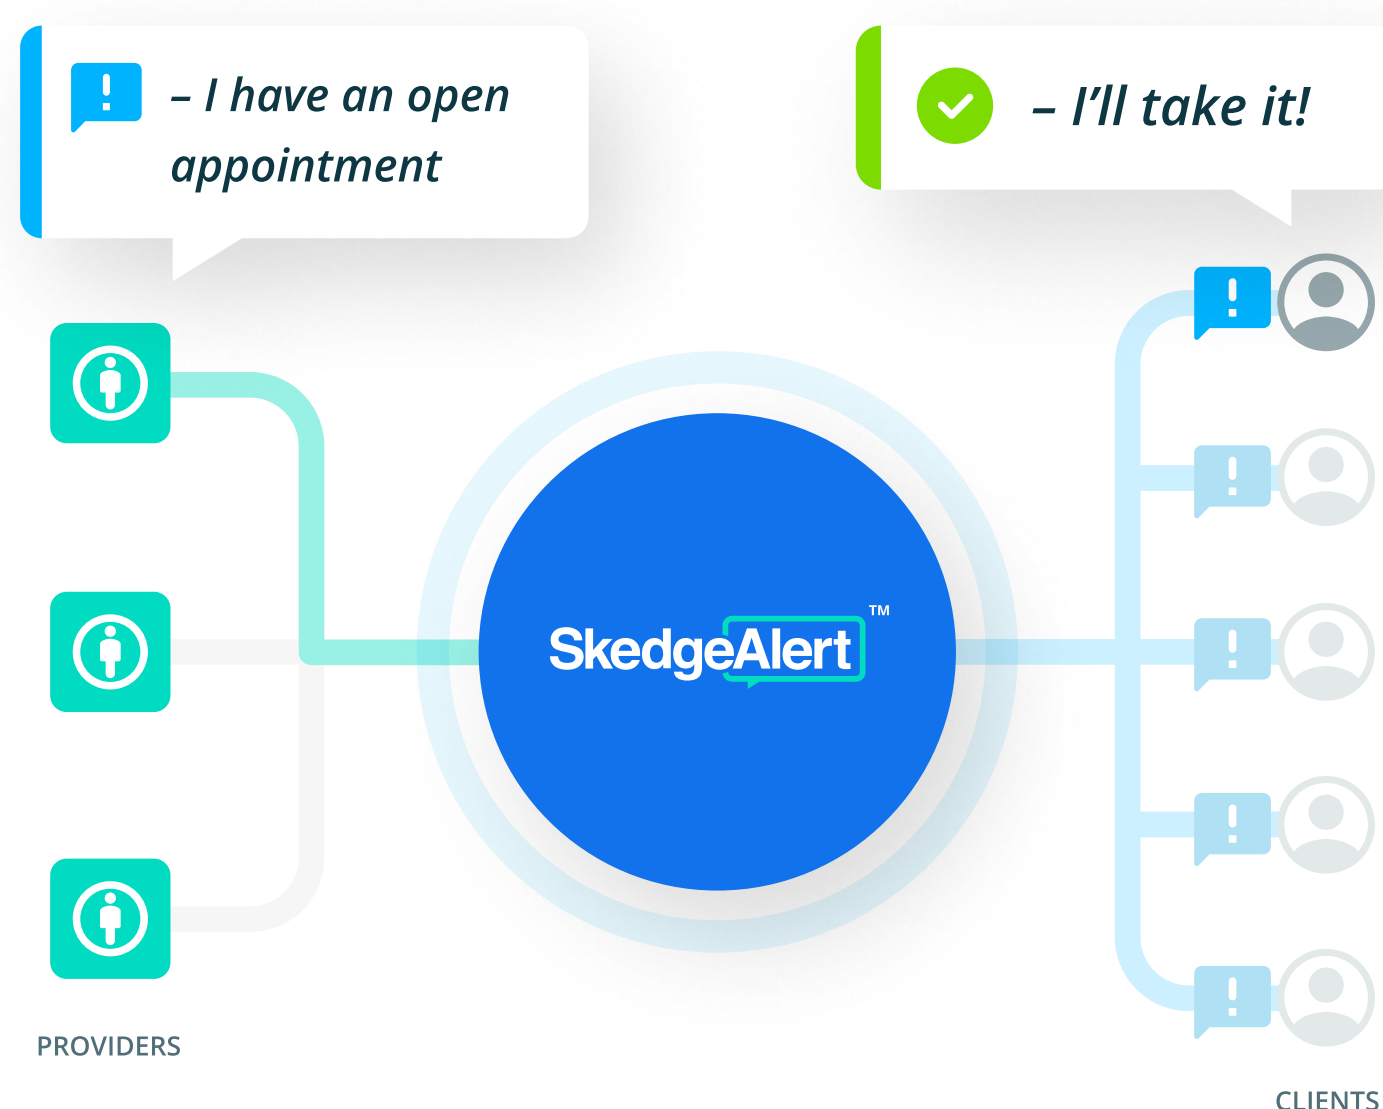 – I have an open
appointment
– I’ll take it!
SkedgeAlert™
PROVIDERS
CLIENTS